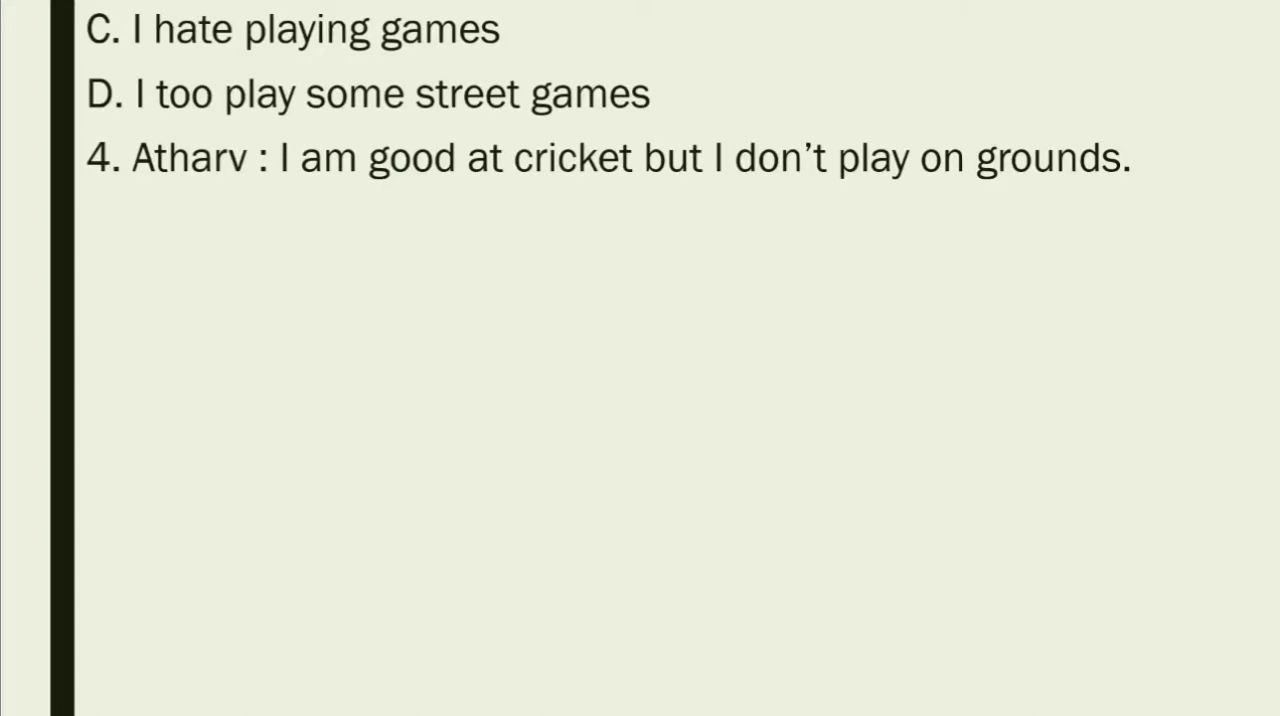 C. I hate playing games
D. I too play some street games
4. Atharv : I am good at cricket but I don’t play on grounds.